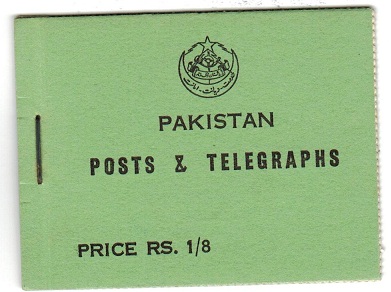 PAKISTAN
POSTS & TELEGRAPHS
PRICE RS. 1/8